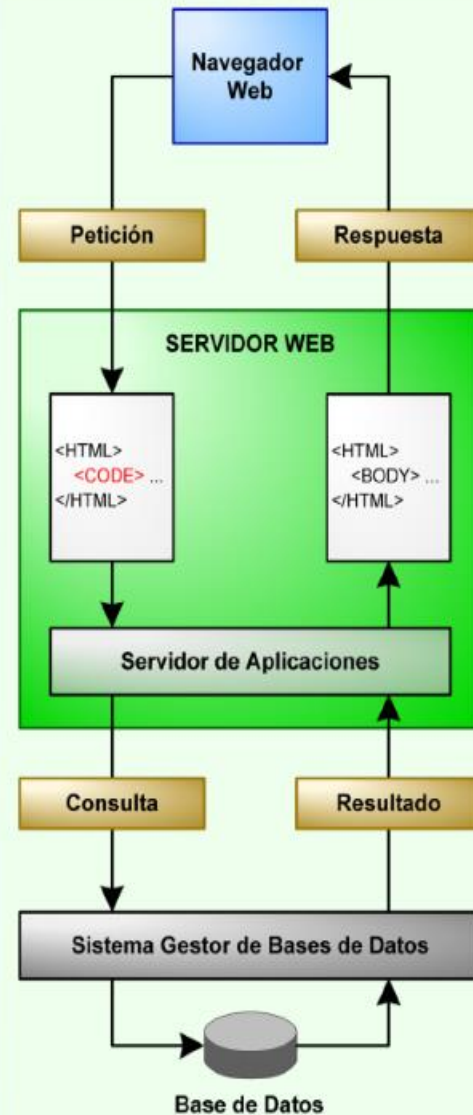 Navegador
Web
Petición
Respuesta
SERVIDOR WEB
<HTML>
<CODE> ...
</HTML>
<HTML>
<BODY> ...
</HTML>
Servidor de Aplicaciones
Consulta
Resultado
Sistema Gestor de Bases de Datos
Base de Datos